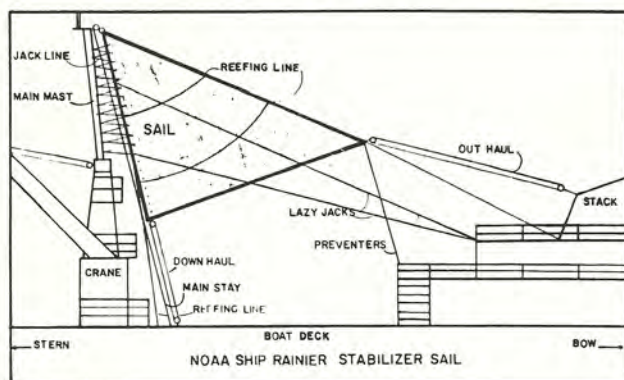 JACK LINE
REEFING LINE
MAIN MAST
SAIL
OUT HAUL
LAZY JACKS
STACK
PREVENTERS
DOWN HAUL
CRANE
MAIN STAY
REEFING LINE
BOAT DECK
STERN
BOW
NOAA SHIP RAINIER STABILIZER SAIL